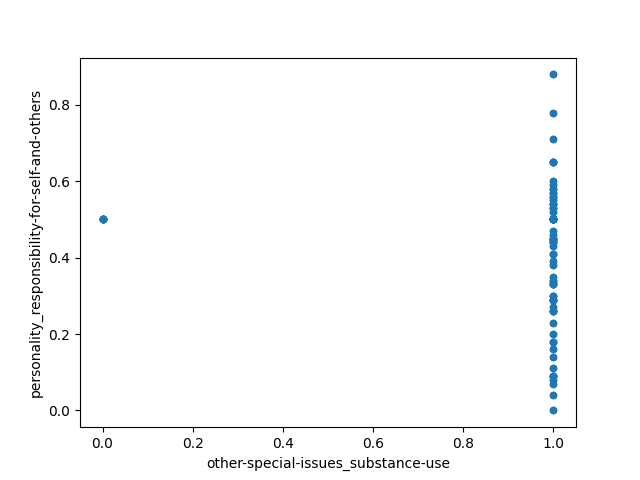 personality_responsibility-for-self-and-others
0.8
0.6
0.4
0.2
0.0
0.0 0.2 0.4 0.6 0.8 1.0
other-special-issues_substance-use